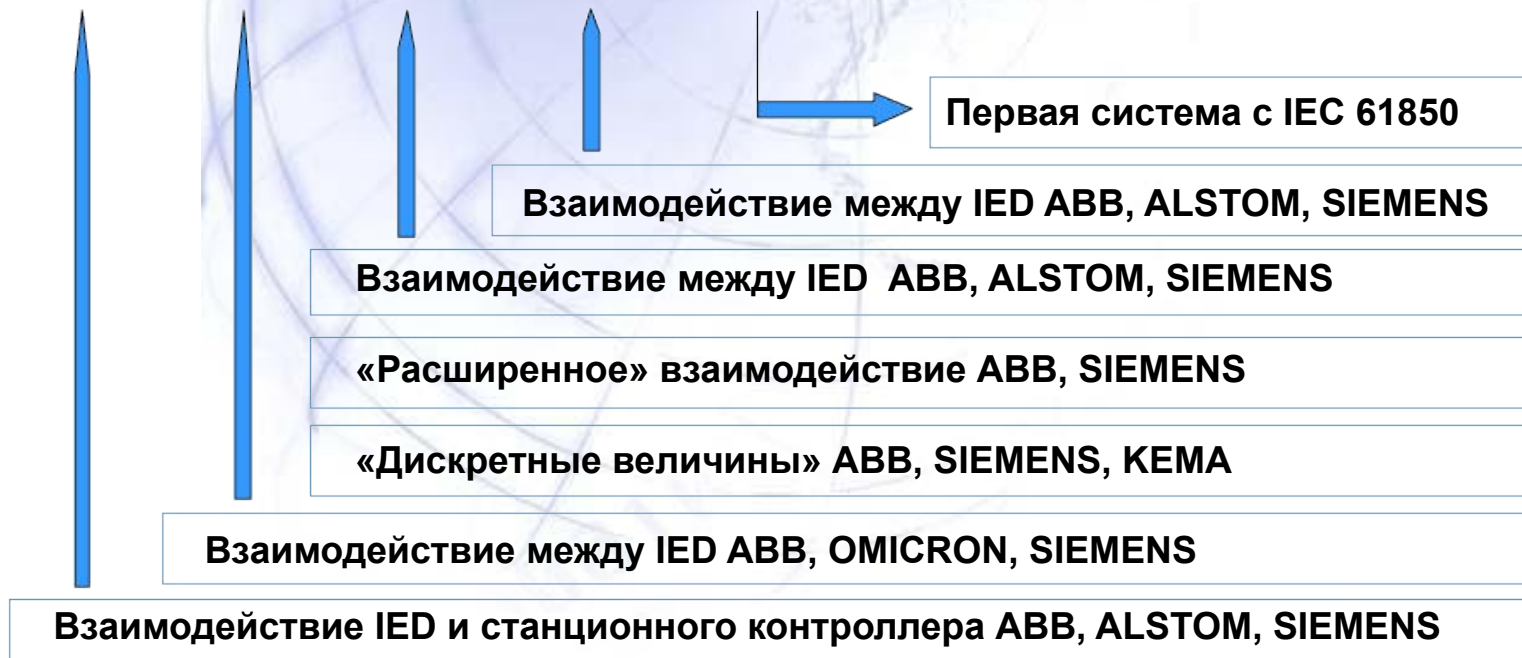 Первая система с IEC 61850
Взаимодействие между IED ABB, ALSTOM, SIEMENS
Взаимодействие между IED ABB, ALSTOM, SIEMENS
«Расширенное» взаимодействие ABB, SIEMENS
«Дискретные величины» ABB, SIEMENS, KEMA
Взаимодействие между IED ABB, OMICRON, SIEMENS
Взаимодействие IED и станционного контроллера ABB, ALSTOM, SIEMENS